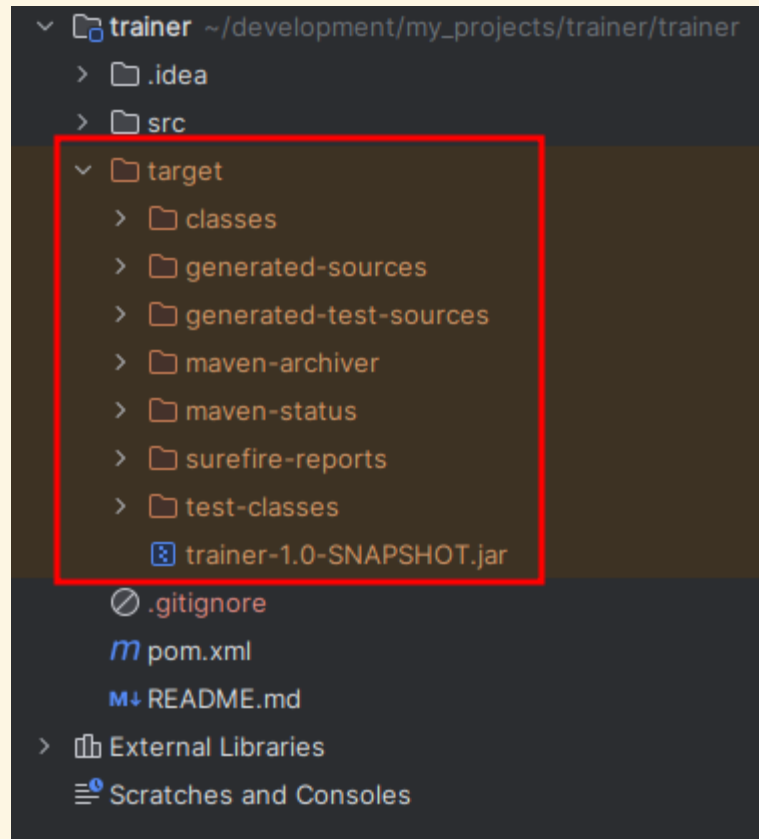 trainer ~/development/my_projects/trainer/trainer
.idea
src
target
classes
generated-sources
generated-test-sources
maven-archiver
maven-status
surefire-reports
test-classes
trainer-1.0-SNAPSHOT.jar
.gitignore
m pom.xml
M↓ README.md
External Libraries
Scratches and Consoles